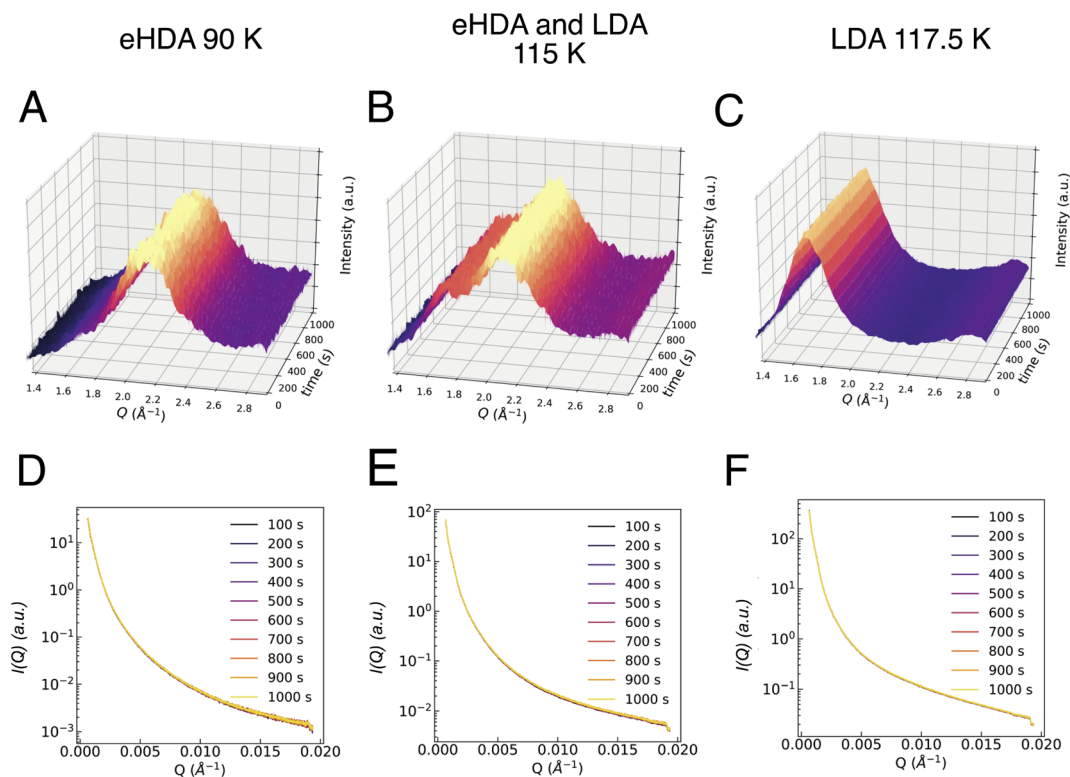 eHDA 90 K
eHDA and LDA
115 K
LDA 117.5 K
A
B
C
Intensity (a.u.)
Intensity (a.u.)
Intensity (a.u.)
1.4 1.6 1.8 2.0 2.2 2.4 2.6 2.8
Q (Å⁻¹)
0 200 400 600 800 1000
time (s)
1.4 1.6 1.8 2.0 2.2 2.4 2.6 2.8
Q (Å⁻¹)
0 200 400 600 800 1000
time (s)
1.4 1.6 1.8 2.0 2.2 2.4 2.6 2.8
Q (Å⁻¹)
0 200 400 600 800 1000
time (s)
D
I(Q) (a.u.)
10¹
10⁰
10⁻¹
10⁻²
10⁻³
100 s
200 s
300 s
400 s
500 s
600 s
700 s
800 s
900 s
1000 s
0.000 0.005 0.010 0.015 0.020
Q (Å⁻¹)
E
I(Q) (a.u.)
10²
10¹
10⁰
10⁻¹
10⁻²
100 s
200 s
300 s
400 s
500 s
600 s
700 s
800 s
900 s
1000 s
0.000 0.005 0.010 0.015 0.020
Q (Å⁻¹)
F
I(Q) (a.u.)
10²
10¹
10⁰
10⁻¹
100 s
200 s
300 s
400 s
500 s
600 s
700 s
800 s
900 s
1000 s
0.000 0.005 0.010 0.015 0.020
Q (Å⁻¹)